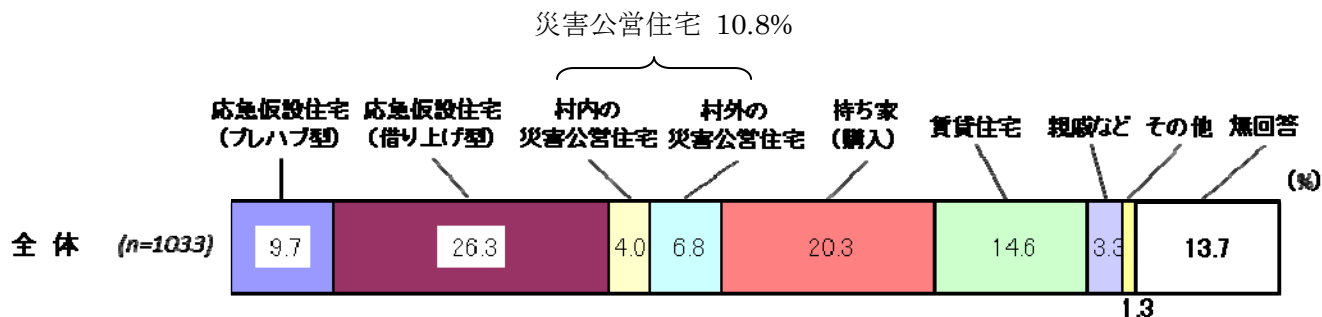 災害公営住宅 10.8%
応急仮設住宅
(プレハブ型)
応急仮設住宅
(借り上げ型)
村内の
災害公営住宅
村外の
災害公営住宅
持ち家
(購入)
賃貸住宅
親戚など
その他
無回答
(%)
全体 (n=1033)
9.7
26.3
4.0
6.8
20.3
14.6
3.3
13.7
1.3